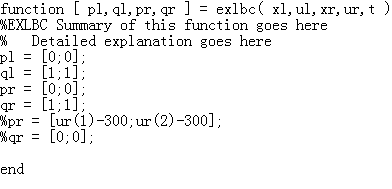 function [ pl,ql,pr,qr ] = exlbc( xl,ul,xr,ur,t )
%EXLBC Summary of this function goes here
%   Detailed explanation goes here
pl = [0;0];
ql = [1;1];
pr = [0;0];
qr = [1;1];
%pr = [ur(1)-300;ur(2)-300];
%qr = [0;0];
end